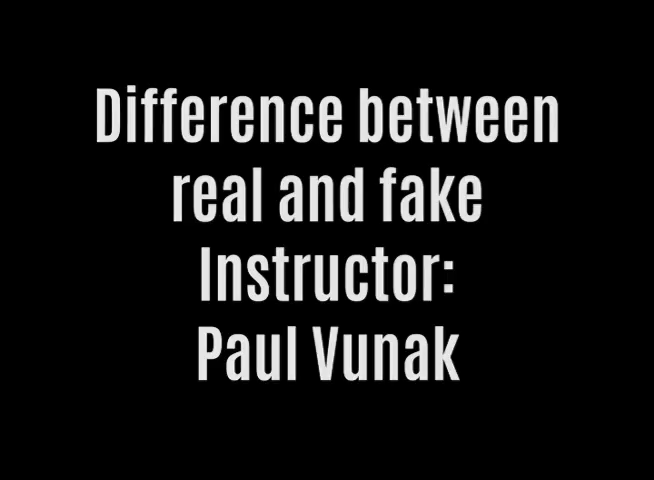 Difference between
real and fake
Instructor:
Paul Vunak